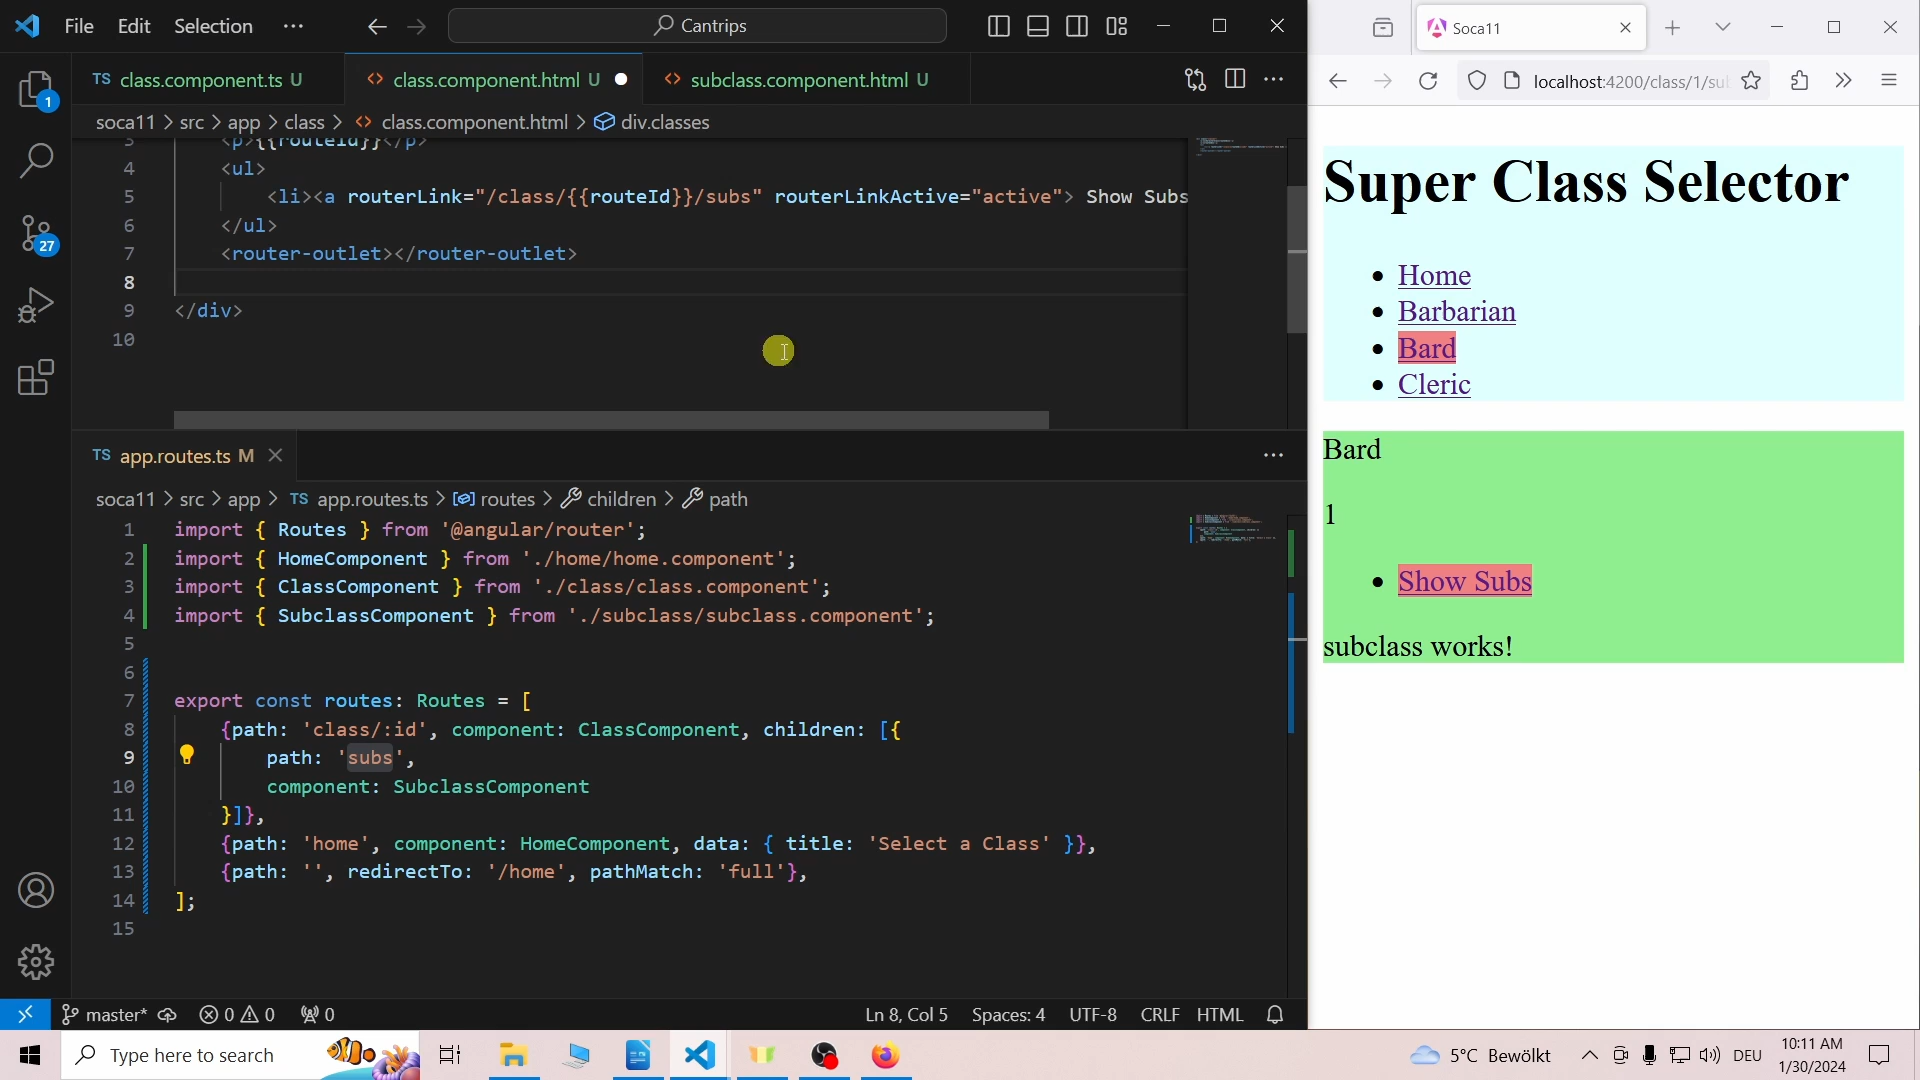 File Edit Selection ··· Cantrips
TS class.component.ts U
class.component.html U
subclass.component.html U
soca11 > src > app > class > class.component.html > div.classes
3 <p>{{routeId}}</p>
4 <ul>
5 <li><a routerLink="/class/{{routeId}}/subs" routerLinkActive="active"> Show Subs
6 </ul>
7 <router-outlet></router-outlet>
8
9 </div>
10
TS app.routes.ts M
soca11 > src > app > TS app.routes.ts > routes > children > path
1 import { Routes } from '@angular/router';
2 import { HomeComponent } from './home/home.component';
3 import { ClassComponent } from './class/class.component';
4 import { SubclassComponent } from './subclass/subclass.component';
5
6
7 export const routes: Routes = [
8 {path: 'class/:id', component: ClassComponent, children: [{
9 path: 'subs',
10 component: SubclassComponent
11 }]},
12 {path: 'home', component: HomeComponent, data: { title: 'Select a Class' }},
13 {path: '', redirectTo: '/home', pathMatch: 'full'},
14 ];
15
1
27
master* 0 0 0 Ln 8, Col 5 Spaces: 4 UTF-8 CRLF HTML
Soca11
localhost:4200/class/1/su
Super Class Selector
Home
Barbarian
Bard
Cleric
Bard
1
Show Subs
subclass works!
Type here to search
5°C Bewölkt
DEU
10:11 AM
1/30/2024